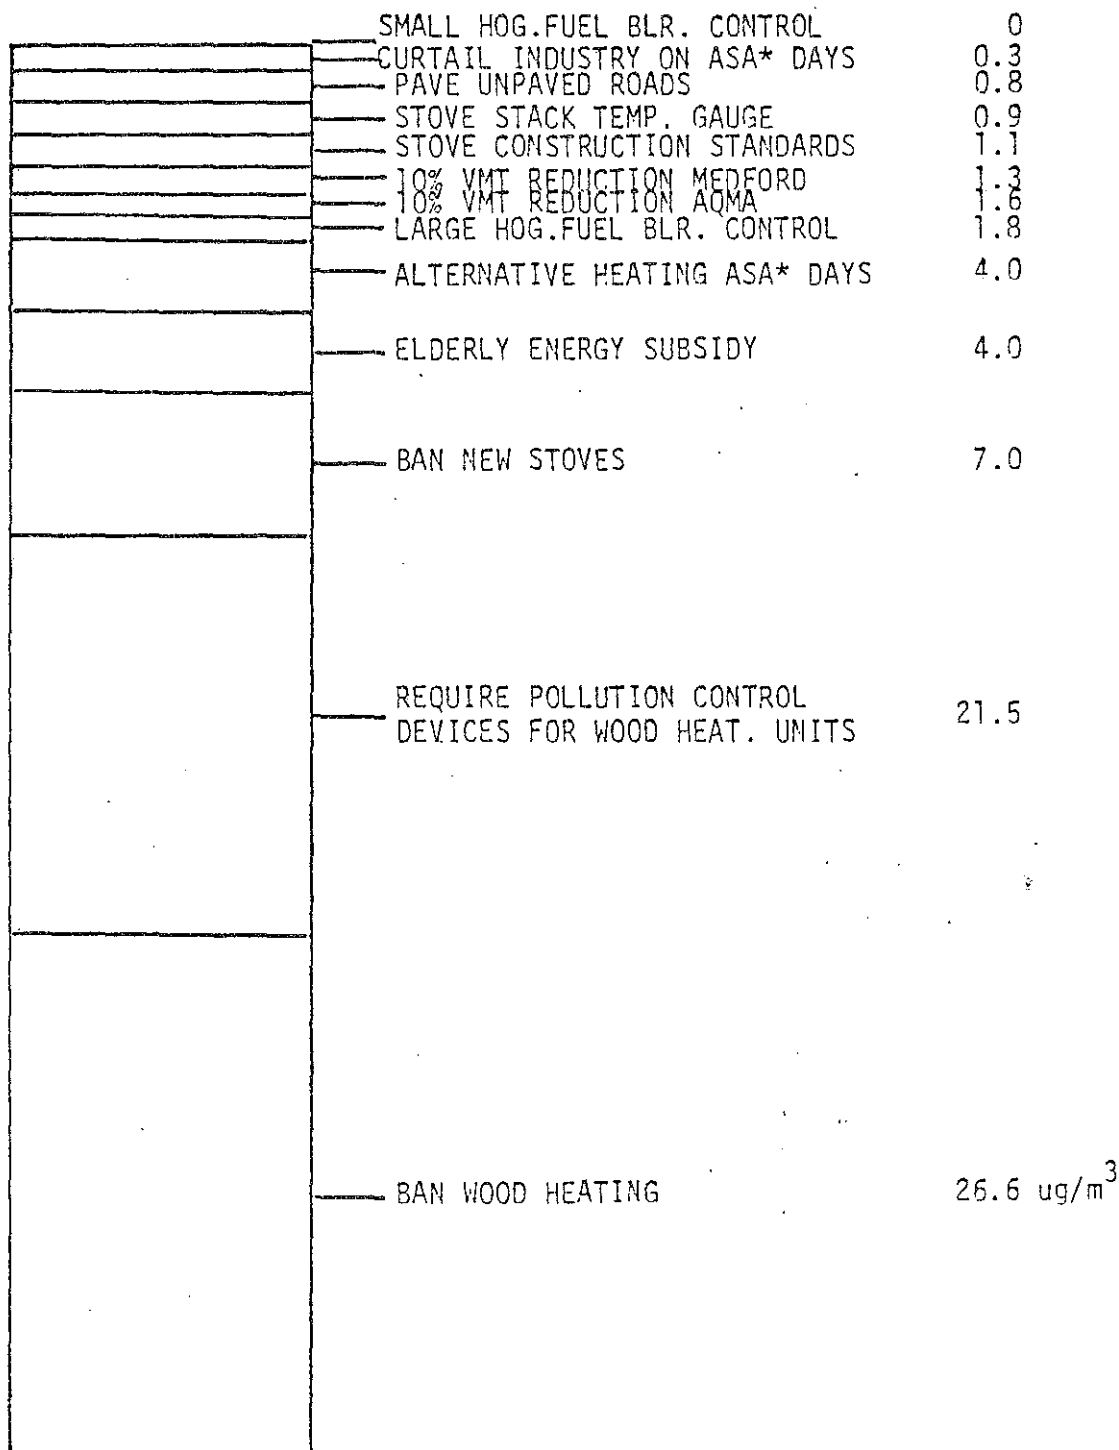 SMALL HOG.FUEL BLR. CONTROL 0
CURTAIL INDUSTRY ON ASA* DAYS 0.3
PAVE UNPAVED ROADS 0.8
STOVE STACK TEMP. GAUGE 0.9
STOVE CONSTRUCTION STANDARDS 1.1
10% VMT REDUCTION MEDFORD 1.3
10% VMT REDUCTION AQMA 1.6
LARGE HOG.FUEL BLR. CONTROL 1.8
ALTERNATIVE HEATING ASA* DAYS 4.0
ELDERLY ENERGY SUBSIDY 4.0
BAN NEW STOVES 7.0
REQUIRE POLLUTION CONTROL
DEVICES FOR WOOD HEAT. UNITS 21.5
BAN WOOD HEATING 26.6 ug/m³